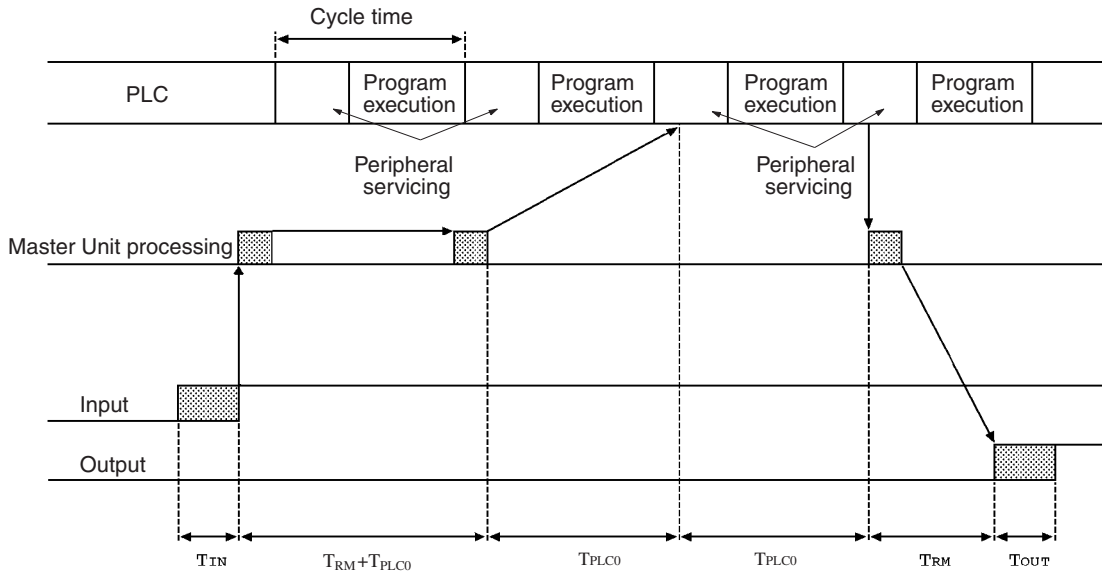 Cycle time
PLC
Program
execution
Program
execution
Program
execution
Program
execution
Peripheral
servicing
Peripheral
servicing
Master Unit processing
Input
Output
TIN
TRM+TPLC0
TPLC0
TPLC0
TRM
TOUT